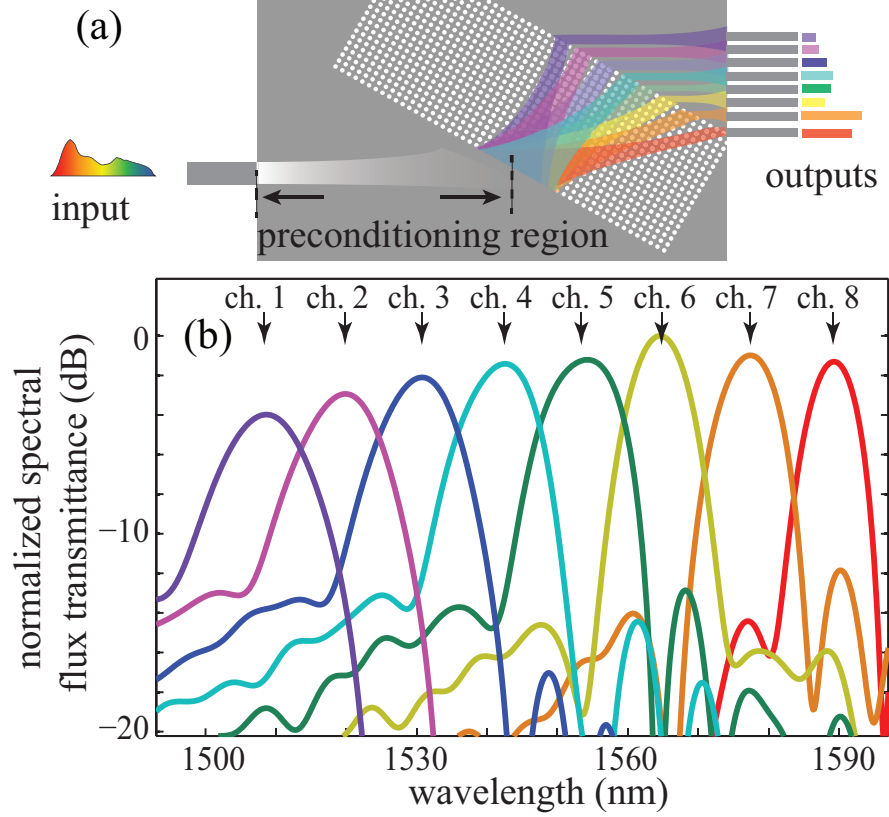 (a)
input
outputs
preconditioning region
ch. 1 ch. 2 ch. 3 ch. 4 ch. 5 ch. 6 ch. 7 ch. 8
(b)
normalized spectral
flux transmittance (dB)
0
−10
−20
1500 1530 1560 1590
wavelength (nm)